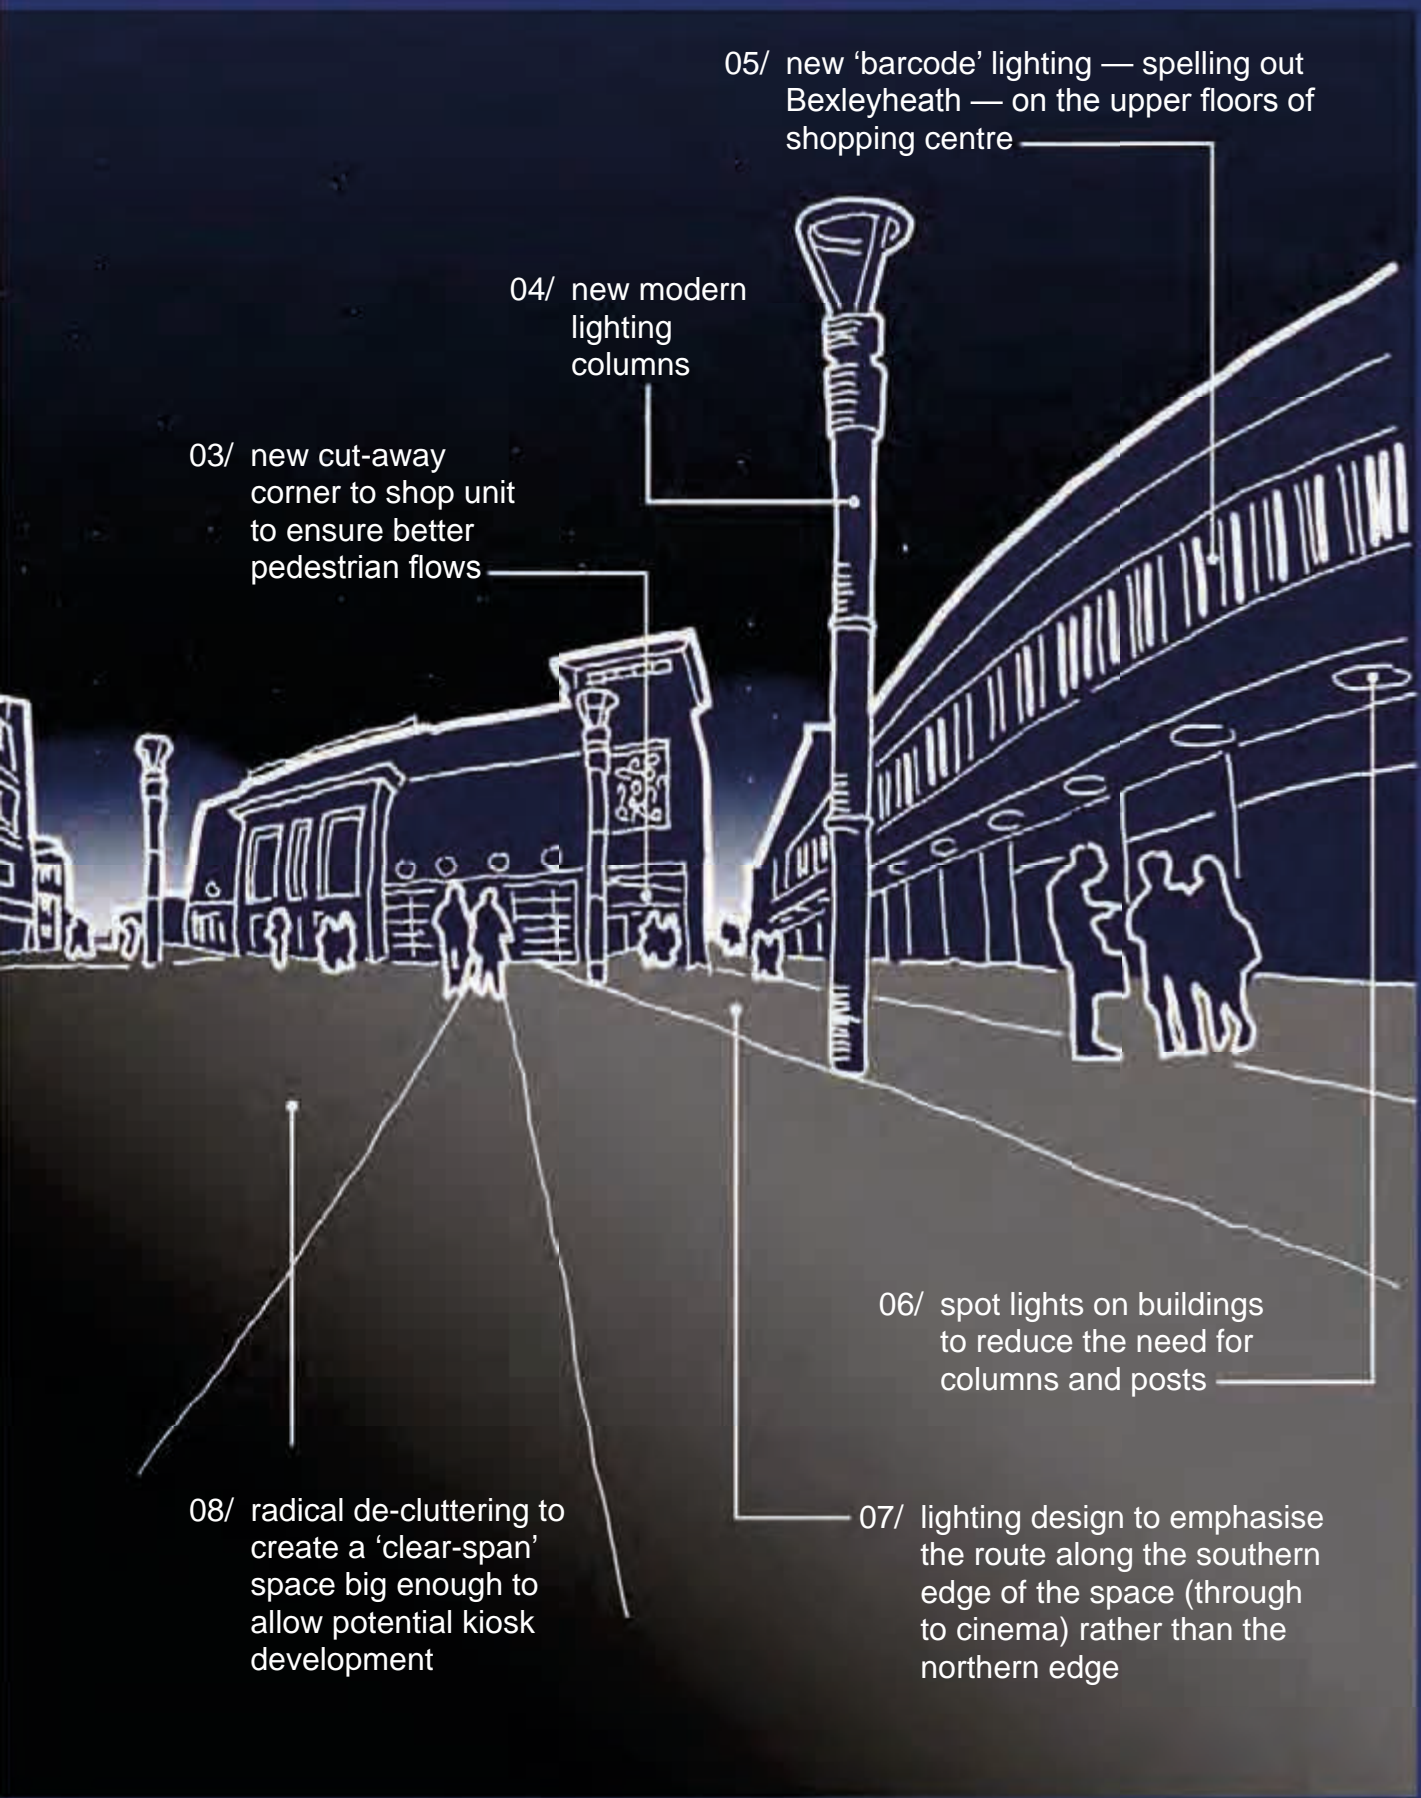 05/ new ‘barcode’ lighting — spelling out
Bexleyheath — on the upper floors of
shopping centre
04/ new modern
lighting
columns
03/ new cut-away
corner to shop unit
to ensure better
pedestrian flows
06/ spot lights on buildings
to reduce the need for
columns and posts
08/ radical de-cluttering to
create a ‘clear-span’
space big enough to
allow potential kiosk
development
07/ lighting design to emphasise
the route along the southern
edge of the space (through
to cinema) rather than the
northern edge